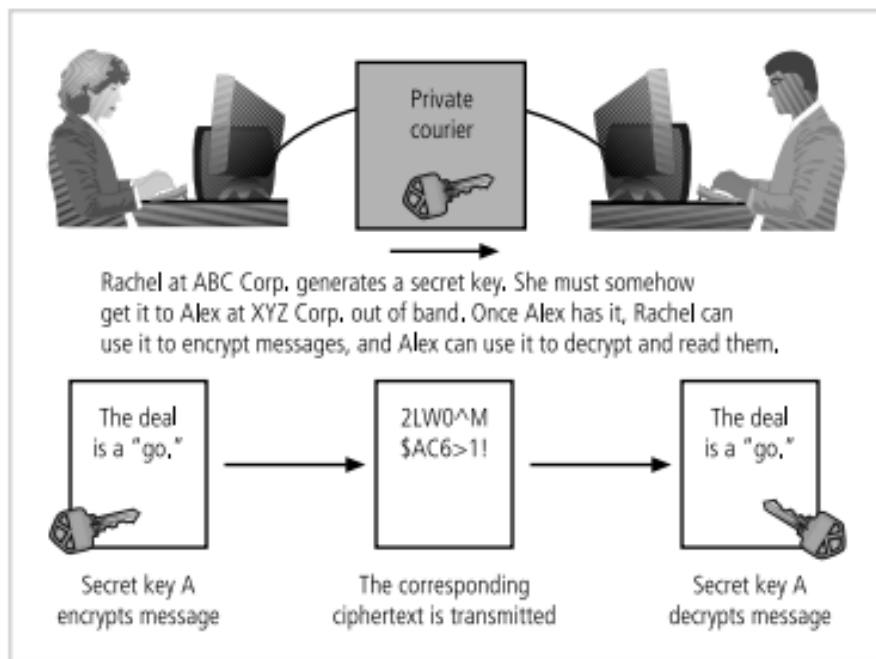 Private
courier
Rachel at ABC Corp. generates a secret key. She must somehow
get it to Alex at XYZ Corp. out of band. Once Alex has it, Rachel can
use it to encrypt messages, and Alex can use it to decrypt and read them.
The deal
is a "go."
2LW0^M
$AC6>1!
The deal
is a "go."
Secret key A
encrypts message
The corresponding
ciphertext is transmitted
Secret key A
decrypts message